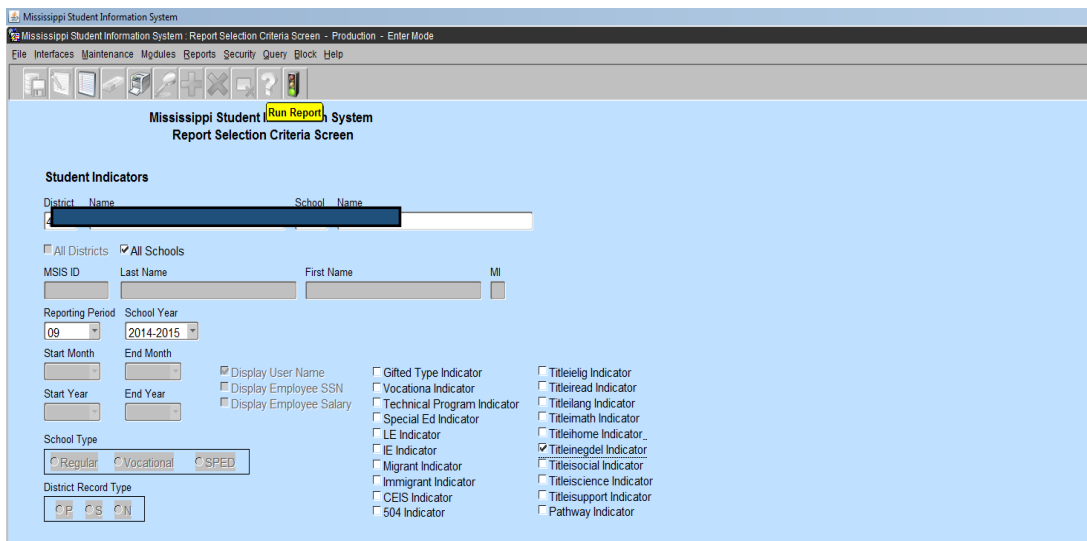 Mississippi Student Information System
Mississippi Student Information System : Report Selection Criteria Screen - Production - Enter Mode
File Interfaces Maintenance Modules Reports Security Query Block Help
Run Report
Mississippi Student I n System
Report Selection Criteria Screen
Student Indicators
District Name School Name
4
All Districts All Schools
MSIS ID Last Name First Name MI
Reporting Period School Year
09 2014-2015
Start Month End Month
Display User Name Gifted Type Indicator Titleielig Indicator
Display Employee SSN Vocationa Indicator Titleiread Indicator
Start Year End Year
Display Employee Salary Technical Program Indicator Titleilang Indicator
Special Ed Indicator Titleimath Indicator
School Type
LE Indicator Titleihome Indicator_
IE Indicator Titleinegdel Indicator
Regular Vocational SPED Migrant Indicator Titleisocial Indicator
Immigrant Indicator Titleiscience Indicator
District Record Type
CEIS Indicator Titleisupport Indicator
P S N 504 Indicator Pathway Indicator